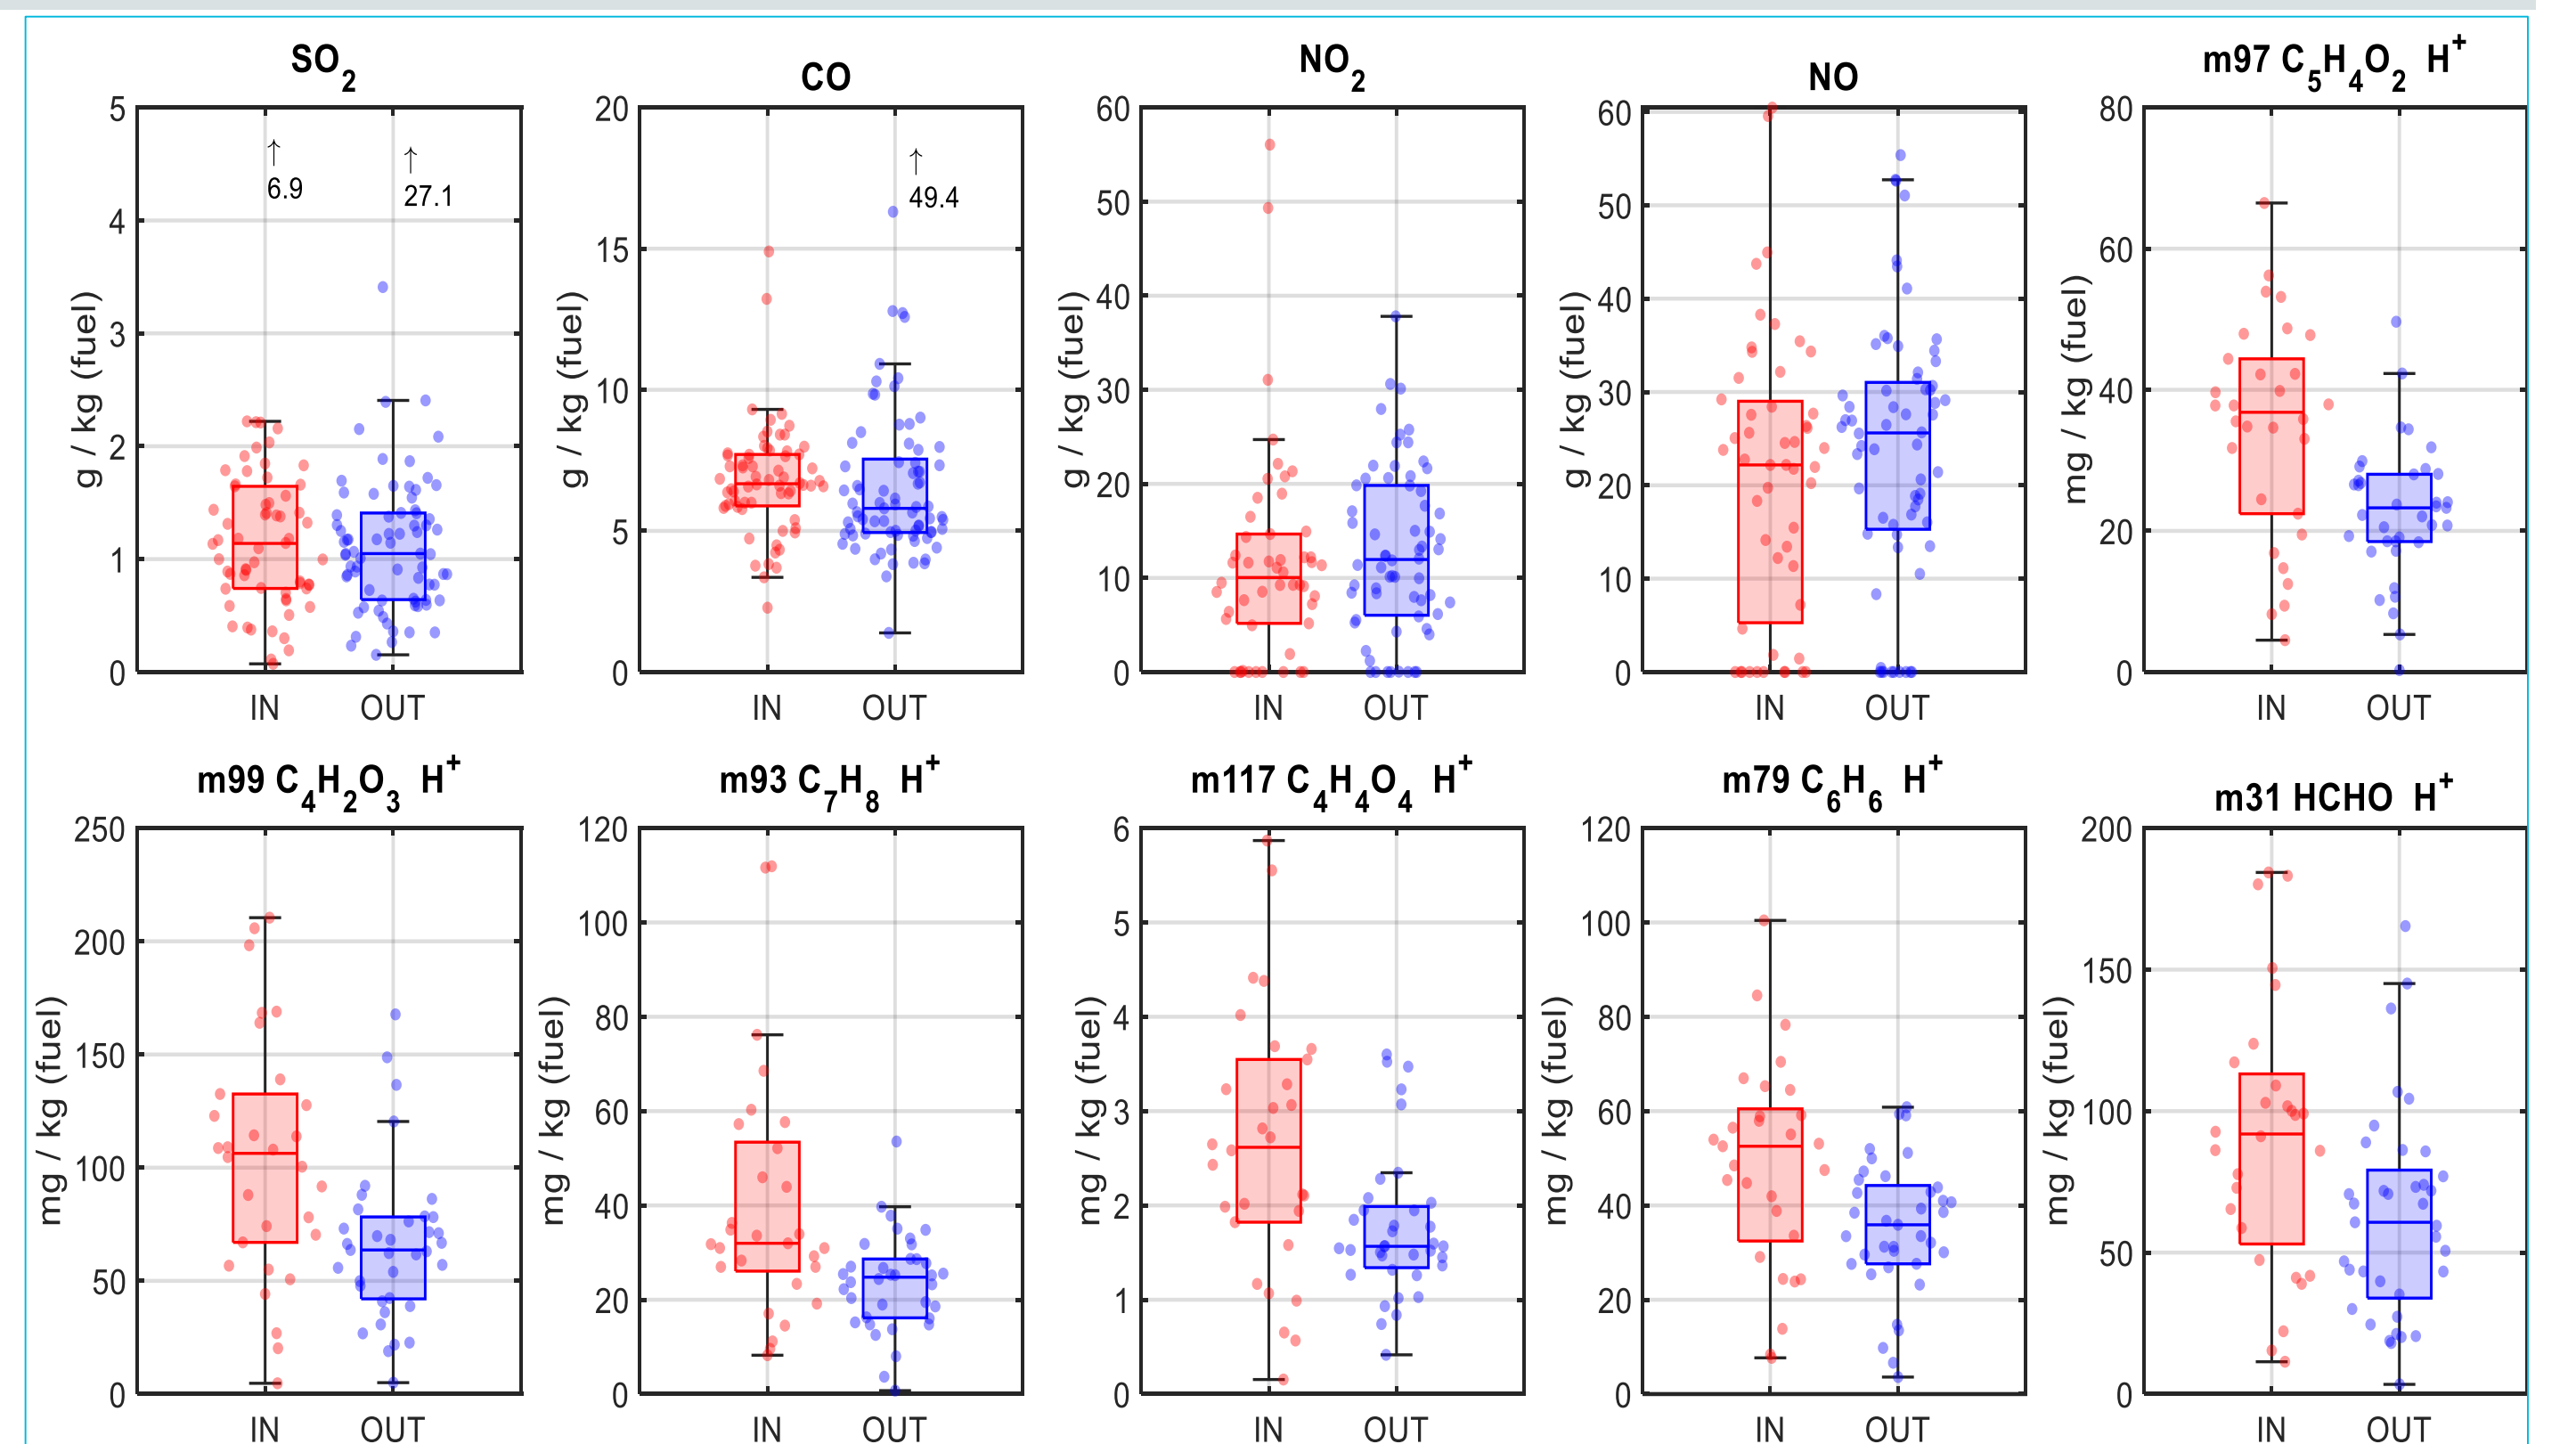 SO2
5
4
3
2
1
0
g / kg (fuel)
↑
6.9
↑
27.1
IN OUT
CO
20
15
10
5
0
g / kg (fuel)
↑
49.4
IN OUT
NO2
60
50
40
30
20
10
0
g / kg (fuel)
IN OUT
NO
60
50
40
30
20
10
0
g / kg (fuel)
IN OUT
m97 C5H4O2 H+
80
60
40
20
0
mg / kg (fuel)
IN OUT
m99 C4H2O3 H+
250
200
150
100
50
0
mg / kg (fuel)
IN OUT
m93 C7H8 H+
120
100
80
60
40
20
0
mg / kg (fuel)
IN OUT
m117 C4H4O4 H+
6
5
4
3
2
1
0
mg / kg (fuel)
IN OUT
m79 C6H6 H+
120
100
80
60
40
20
0
mg / kg (fuel)
IN OUT
m31 HCHO H+
200
150
100
50
0
mg / kg (fuel)
IN OUT